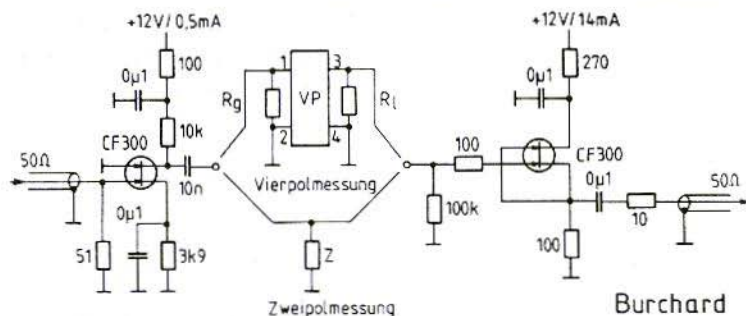 +12V/0,5mA
100
0µ1
10k
CF300
50Ω
10n
0µ1
51
3k9
1
3
Rg
VP
Rl
2
4
Vierpolmessung
Z
Zweipolmessung
+12V/14mA
270
0µ1
100
CF300
100k
0µ1
50Ω
10
100
Burchard